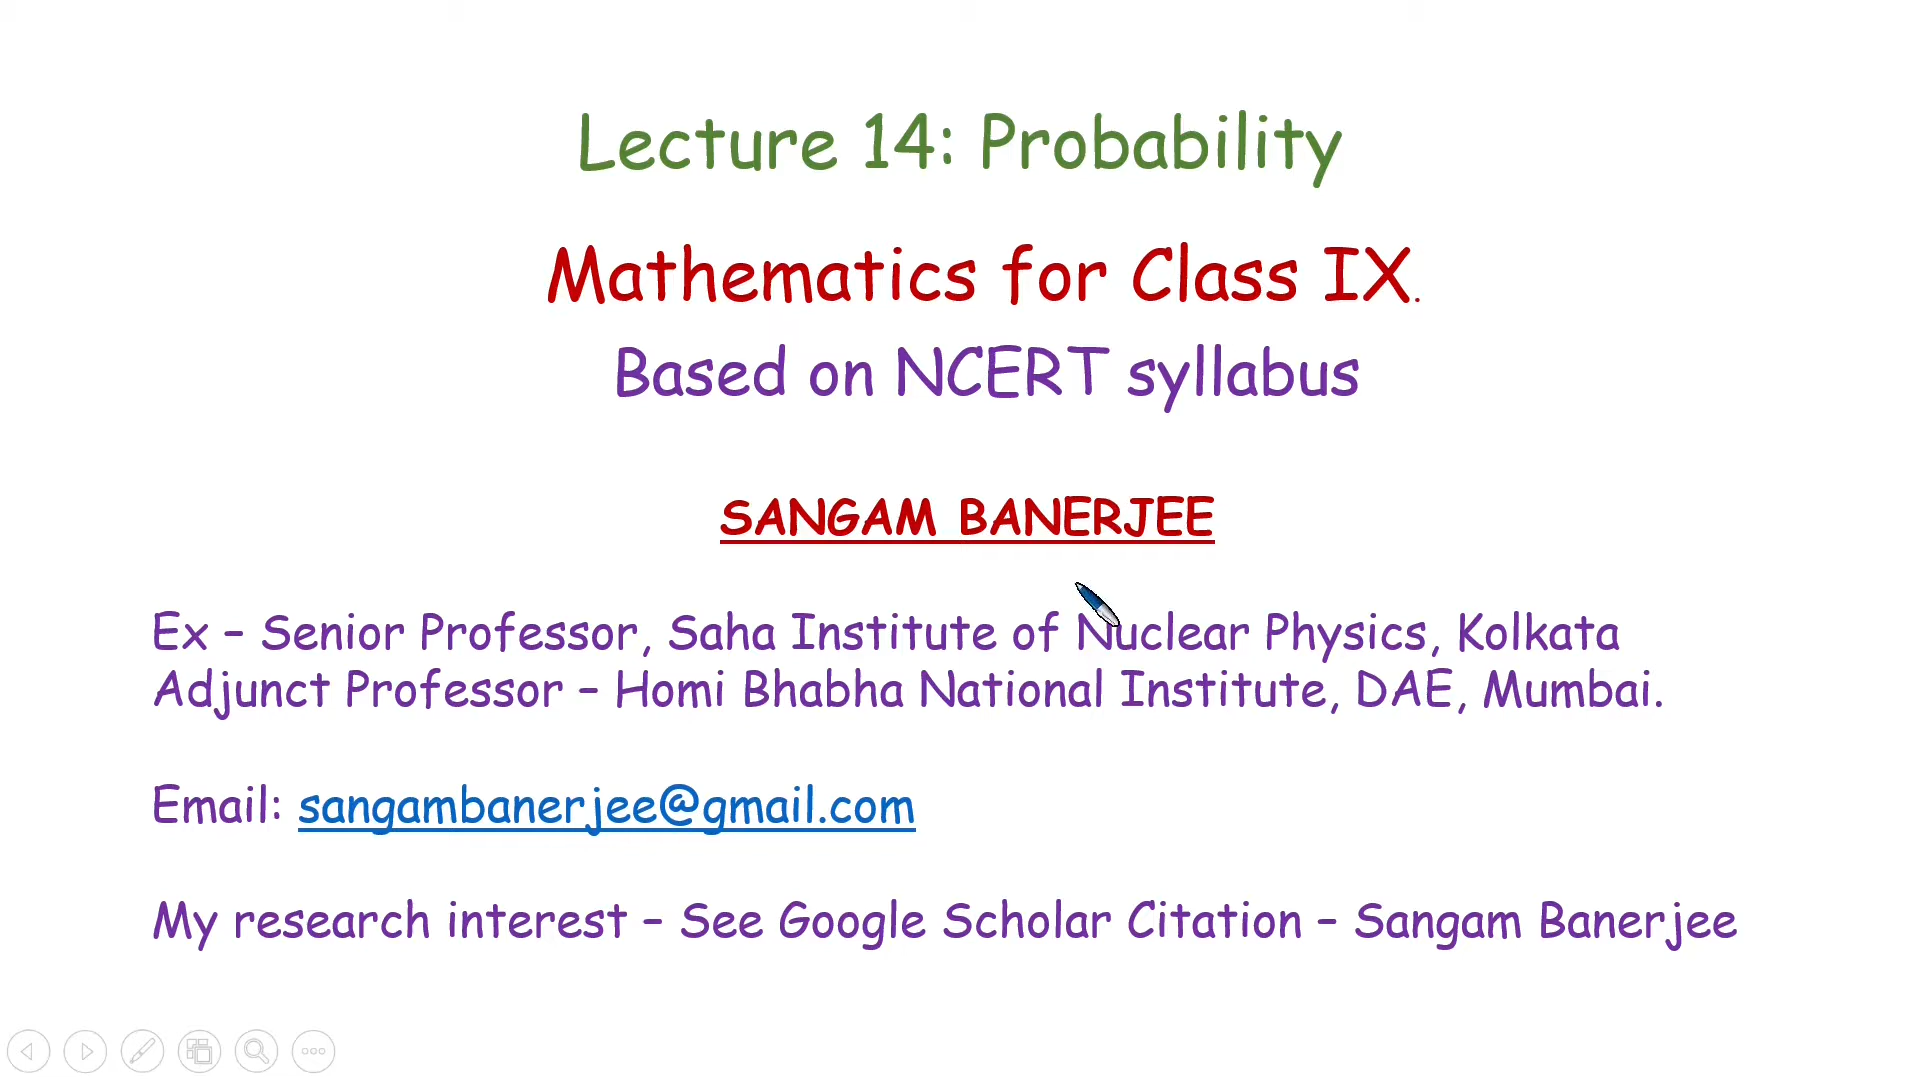 Lecture 14: Probability
Mathematics for Class IX.
Based on NCERT syllabus
SANGAM BANERJEE
Ex – Senior Professor, Saha Institute of Nuclear Physics, Kolkata
Adjunct Professor – Homi Bhabha National Institute, DAE, Mumbai.
Email: sangambanerjee@gmail.com
My research interest – See Google Scholar Citation – Sangam Banerjee